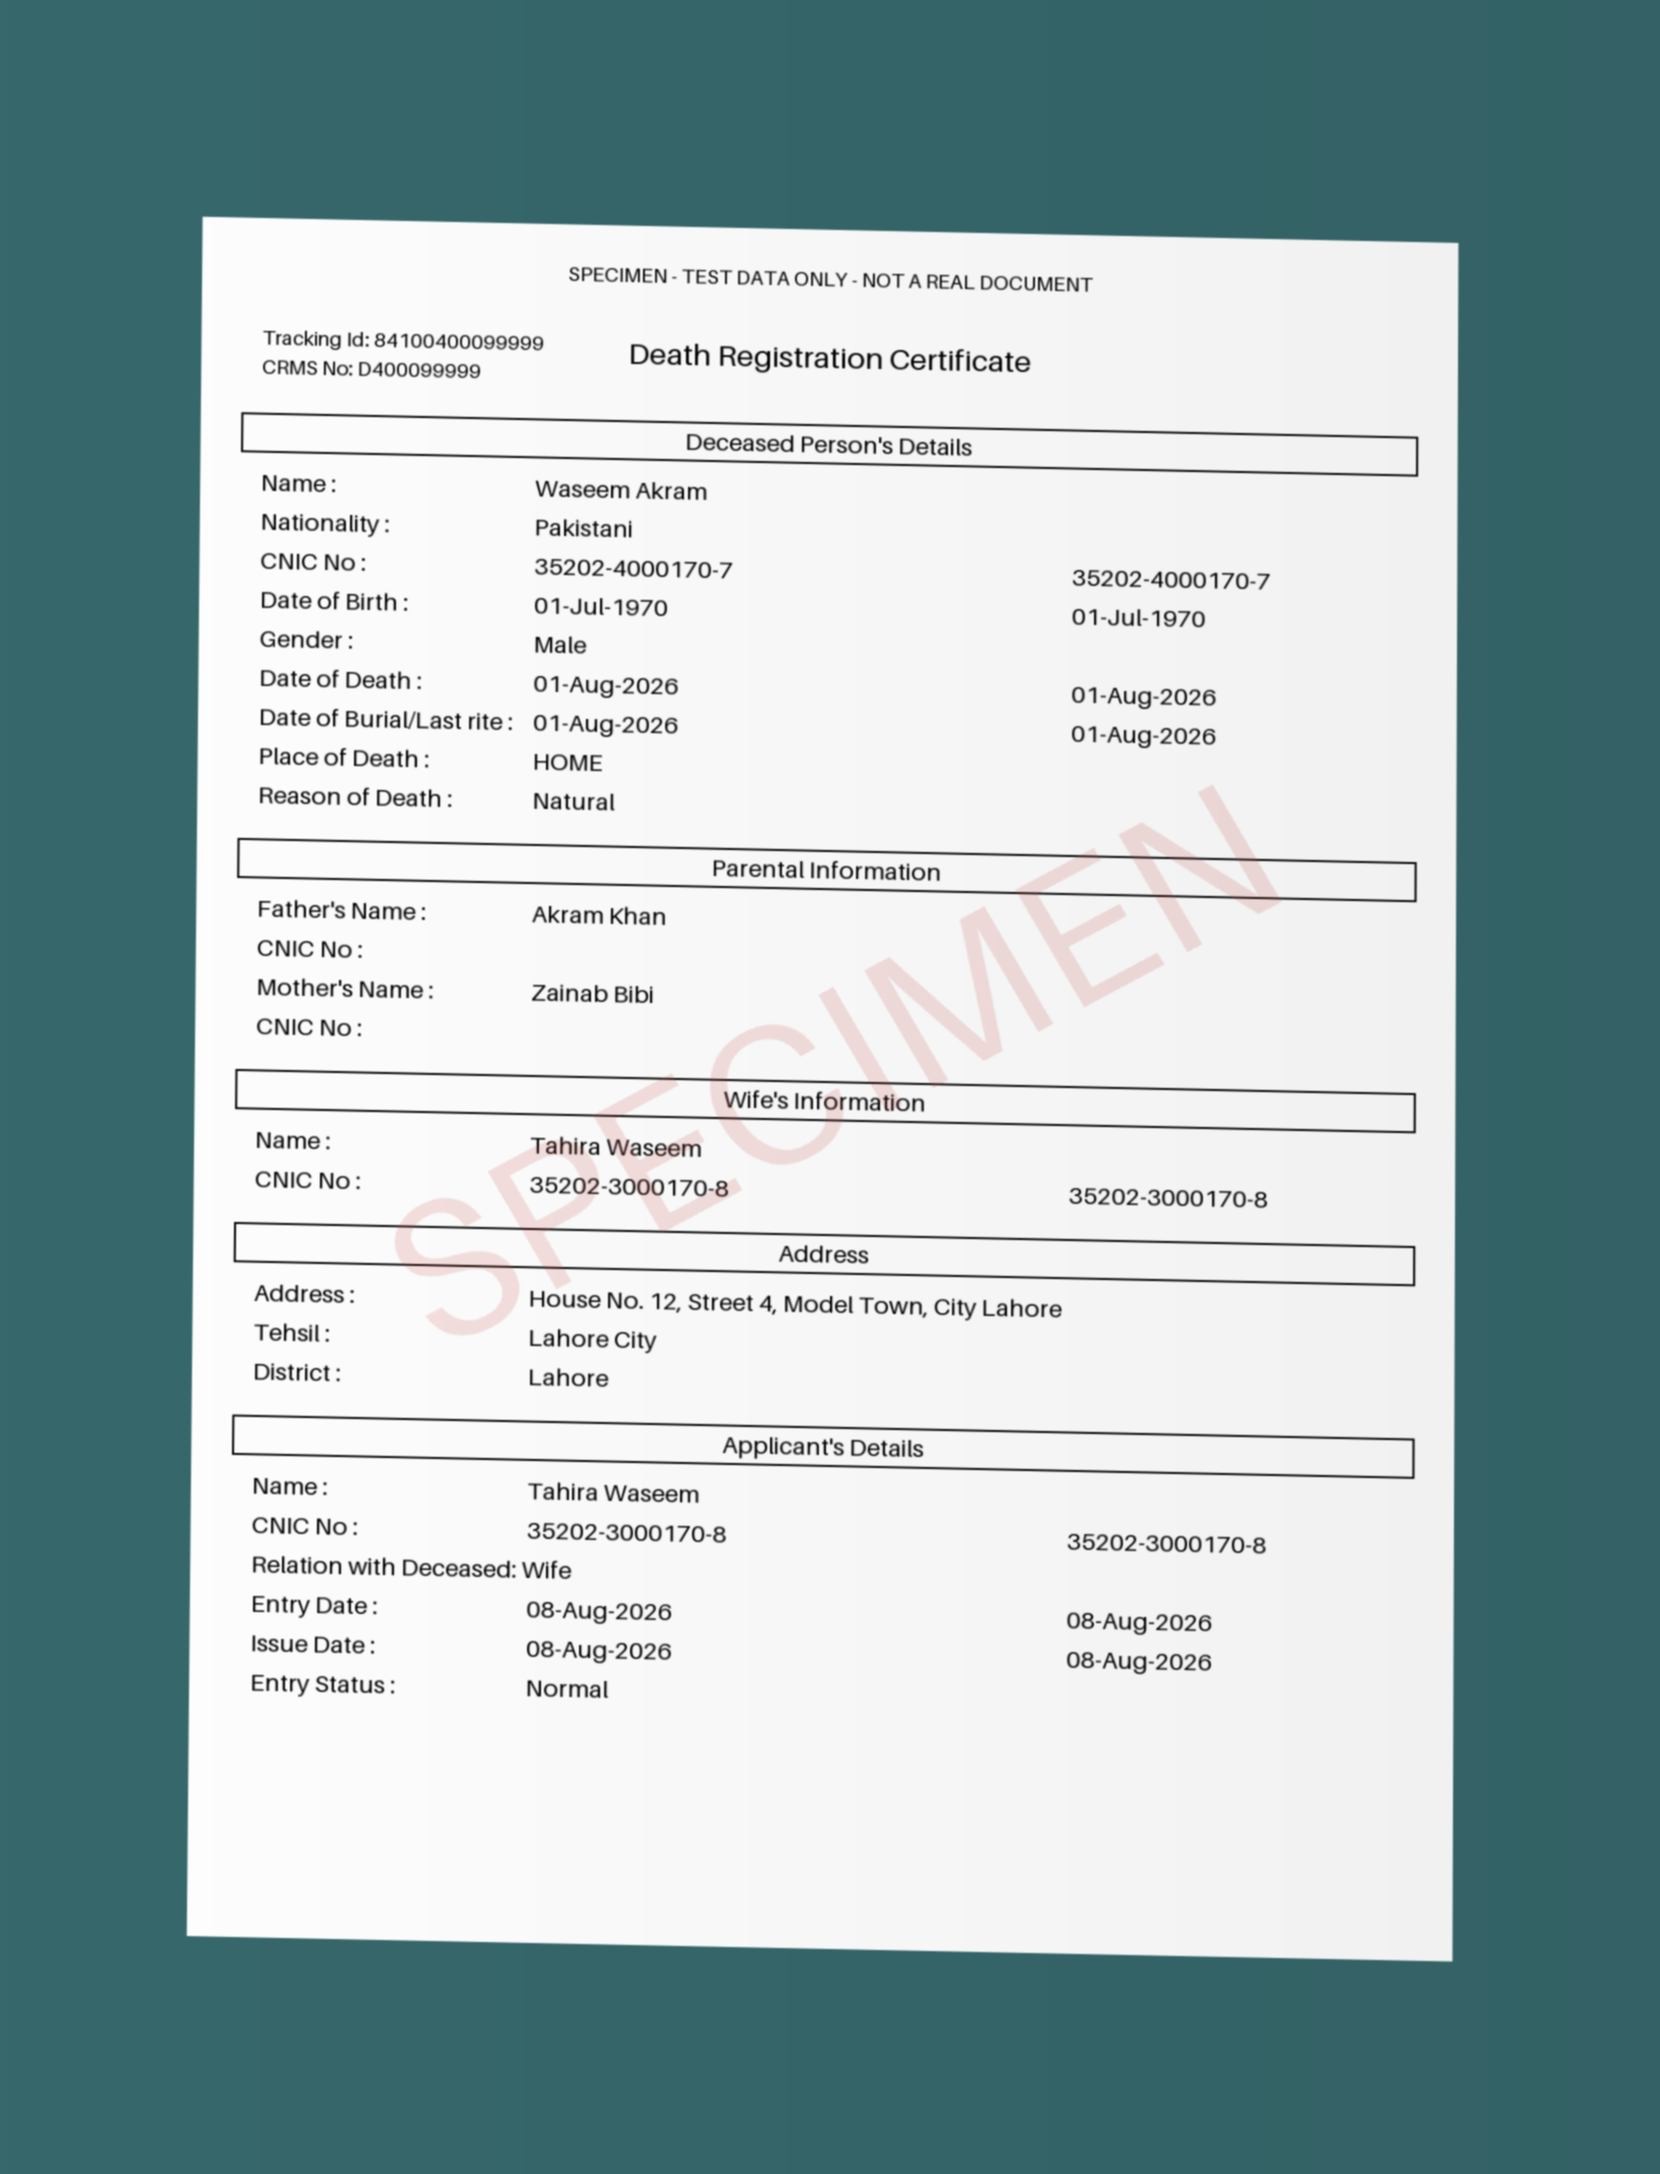 SPECIMEN - TEST DATA ONLY - NOT A REAL DOCUMENT
Tracking Id: 84100400099999
CRMS No: D400099999
Death Registration Certificate
Deceased Person's Details
Name : Waseem Akram
Nationality : Pakistani
CNIC No : 35202-4000170-7 35202-4000170-7
Date of Birth : 01-Jul-1970 01-Jul-1970
Gender : Male
Date of Death : 01-Aug-2026 01-Aug-2026
Date of Burial/Last rite : 01-Aug-2026 01-Aug-2026
Place of Death : HOME
Reason of Death : Natural
Parental Information
Father's Name : Akram Khan
CNIC No :
Mother's Name : Zainab Bibi
CNIC No :
Wife's Information
Name : Tahira Waseem
CNIC No : 35202-3000170-8 35202-3000170-8
Address
Address : House No. 12, Street 4, Model Town, City Lahore
Tehsil : Lahore City
District : Lahore
Applicant's Details
Name : Tahira Waseem
CNIC No : 35202-3000170-8 35202-3000170-8
Relation with Deceased: Wife
Entry Date : 08-Aug-2026 08-Aug-2026
Issue Date : 08-Aug-2026 08-Aug-2026
Entry Status : Normal
SPECIMEN